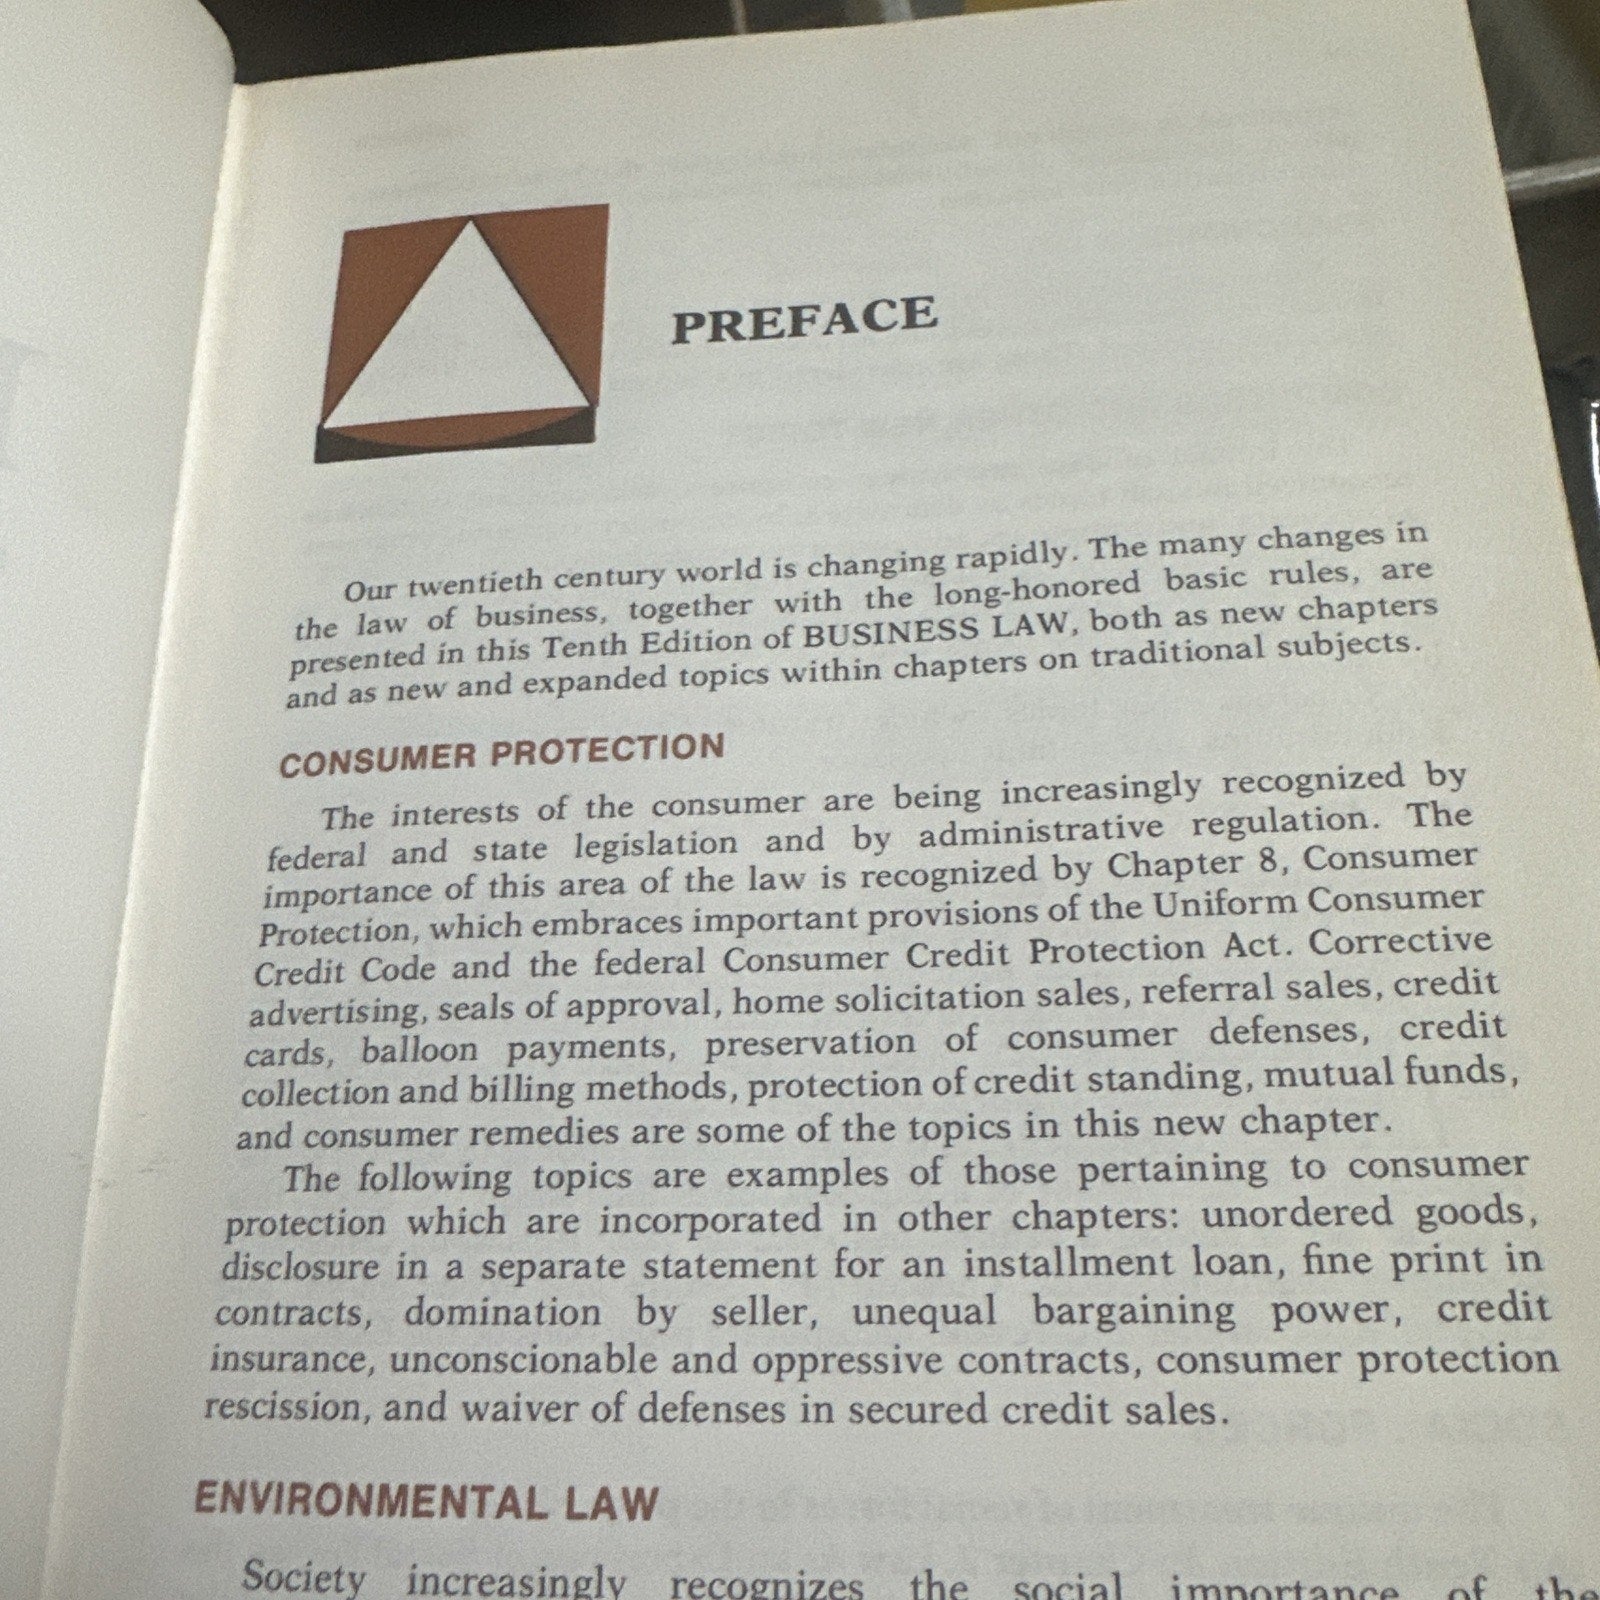 PREFACE
Our twentieth century world is changing rapidly. The many changes in
the law of business, together with the long-honored basic rules, are
presented in this Tenth Edition of BUSINESS LAW, both as new chapters
and as new and expanded topics within chapters on traditional subjects.
CONSUMER PROTECTION
The interests of the consumer are being increasingly recognized by
federal and state legislation and by administrative regulation. The
importance of this area of the law is recognized by Chapter 8, Consumer
Protection, which embraces important provisions of the Uniform Consumer
Credit Code and the federal Consumer Credit Protection Act. Corrective
advertising, seals of approval, home solicitation sales, referral sales, credit
cards, balloon payments, preservation of consumer defenses, credit
collection and billing methods, protection of credit standing, mutual funds,
and consumer remedies are some of the topics in this new chapter.
The following topics are examples of those pertaining to consumer
protection which are incorporated in other chapters: unordered goods,
disclosure in a separate statement for an installment loan, fine print in
contracts, domination by seller, unequal bargaining power, credit
insurance, unconscionable and oppressive contracts, consumer protection
rescission, and waiver of defenses in secured credit sales.
ENVIRONMENTAL LAW
Society increasingly recognizes the social importance of the